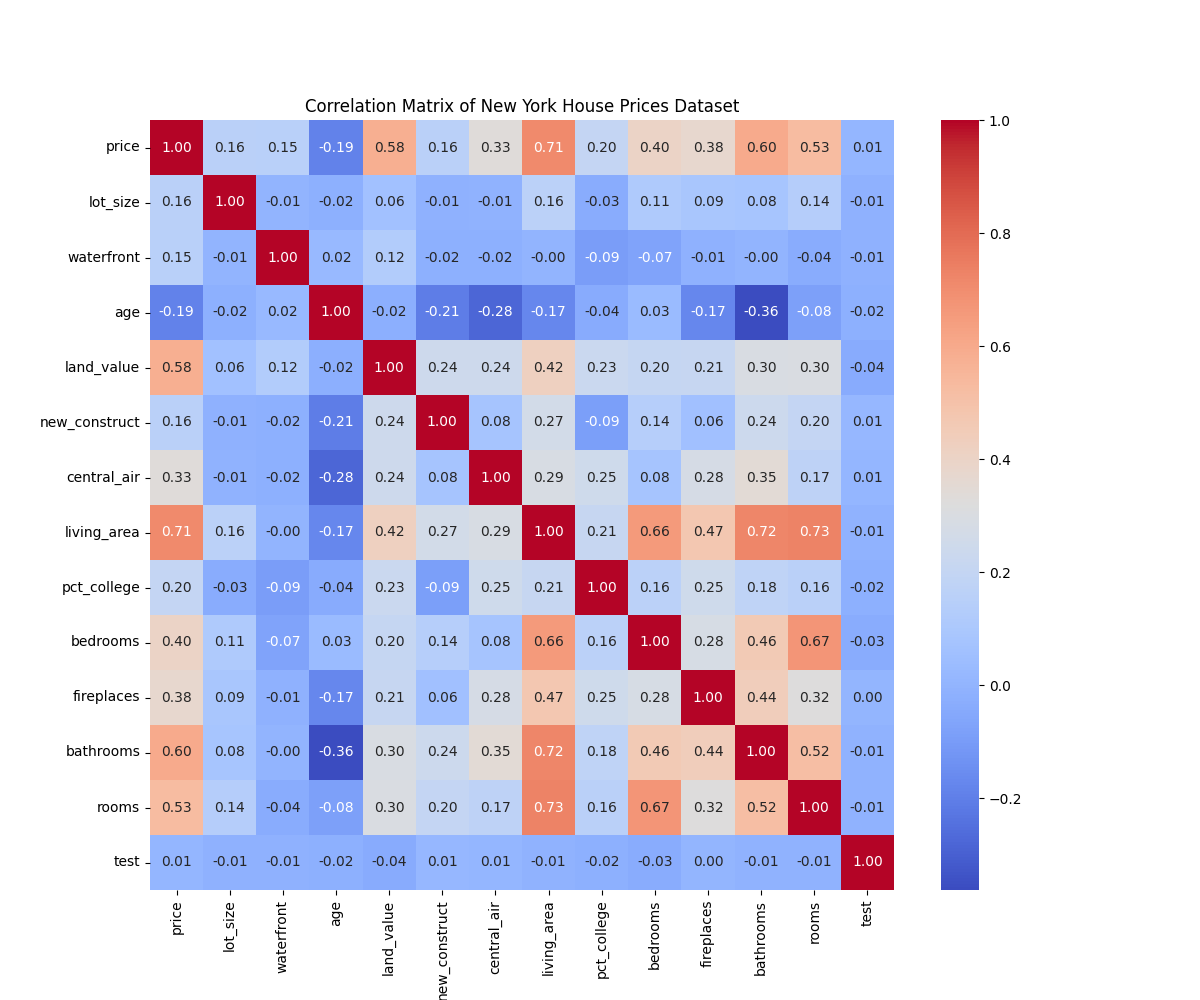 Correlation Matrix of New York House Prices Dataset
price 1.00 0.16 0.15 -0.19 0.58 0.16 0.33 0.71 0.20 0.40 0.38 0.60 0.53 0.01
lot_size 0.16 1.00 -0.01 -0.02 0.06 -0.01 -0.01 0.16 -0.03 0.11 0.09 0.08 0.14 -0.01
waterfront 0.15 -0.01 1.00 0.02 0.12 -0.02 -0.02 -0.00 -0.09 -0.07 -0.01 -0.00 -0.04 -0.01
age -0.19 -0.02 0.02 1.00 -0.02 -0.21 -0.28 -0.17 -0.04 0.03 -0.17 -0.36 -0.08 -0.02
land_value 0.58 0.06 0.12 -0.02 1.00 0.24 0.24 0.42 0.23 0.20 0.21 0.30 0.30 -0.04
new_construct 0.16 -0.01 -0.02 -0.21 0.24 1.00 0.08 0.27 -0.09 0.14 0.06 0.24 0.20 0.01
central_air 0.33 -0.01 -0.02 -0.28 0.24 0.08 1.00 0.29 0.25 0.08 0.28 0.35 0.17 0.01
living_area 0.71 0.16 -0.00 -0.17 0.42 0.27 0.29 1.00 0.21 0.66 0.47 0.72 0.73 -0.01
pct_college 0.20 -0.03 -0.09 -0.04 0.23 -0.09 0.25 0.21 1.00 0.16 0.25 0.18 0.16 -0.02
bedrooms 0.40 0.11 -0.07 0.03 0.20 0.14 0.08 0.66 0.16 1.00 0.28 0.46 0.67 -0.03
fireplaces 0.38 0.09 -0.01 -0.17 0.21 0.06 0.28 0.47 0.25 0.28 1.00 0.44 0.32 0.00
bathrooms 0.60 0.08 -0.00 -0.36 0.30 0.24 0.35 0.72 0.18 0.46 0.44 1.00 0.52 -0.01
rooms 0.53 0.14 -0.04 -0.08 0.30 0.20 0.17 0.73 0.16 0.67 0.32 0.52 1.00 -0.01
test 0.01 -0.01 -0.01 -0.02 -0.04 0.01 0.01 -0.01 -0.02 -0.03 0.00 -0.01 -0.01 1.00
price lot_size waterfront age land_value new_construct central_air living_area pct_college bedrooms fireplaces bathrooms rooms test
1.0
0.8
0.6
0.4
0.2
0.0
−0.2